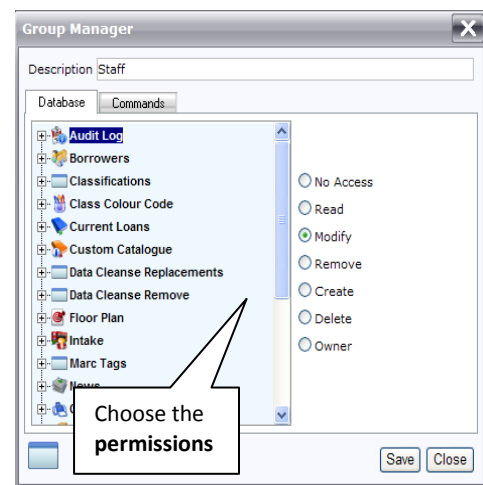 Group Manager
Description Staff
Database Commands
Audit Log
Borrowers
Classifications
Class Colour Code
Current Loans
Custom Catalogue
Data Cleanse Replacements
Data Cleanse Remove
Floor Plan
Intake
Marc Tags
News
No Access
Read
Modify
Remove
Create
Delete
Owner
Choose the
permissions
Save Close